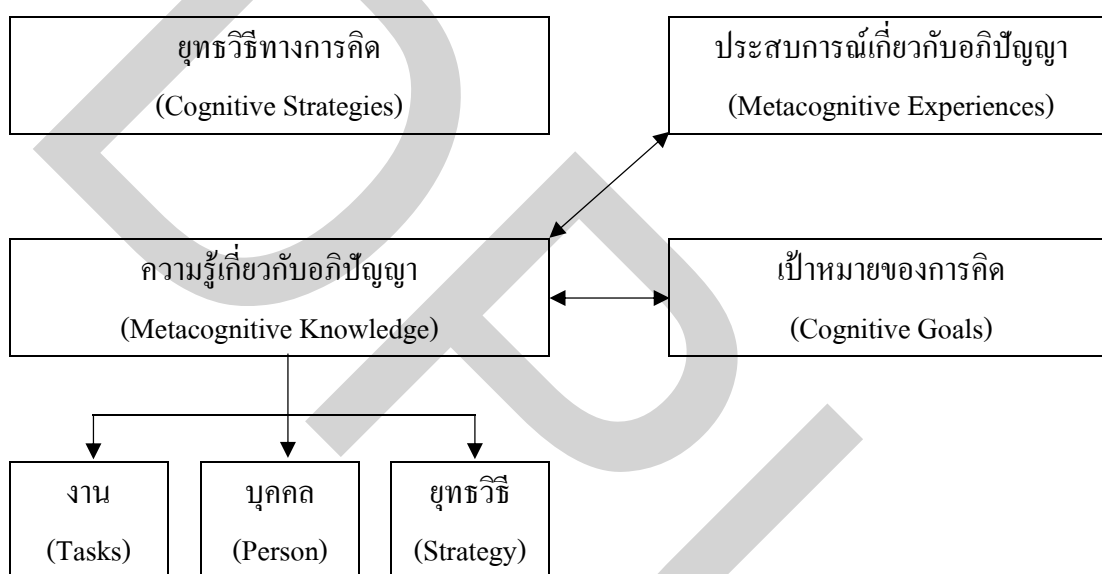 ยุทธวิธีทางการคิด
(Cognitive Strategies)
ประสบการณ์เกี่ยวกับอภิปัญญา
(Metacognitive Experiences)
ความรู้เกี่ยวกับอภิปัญญา
(Metacognitive Knowledge)
เป้าหมายของการคิด
(Cognitive Goals)
งาน
(Tasks)
บุคคล
(Person)
ยุทธวิธี
(Strategy)